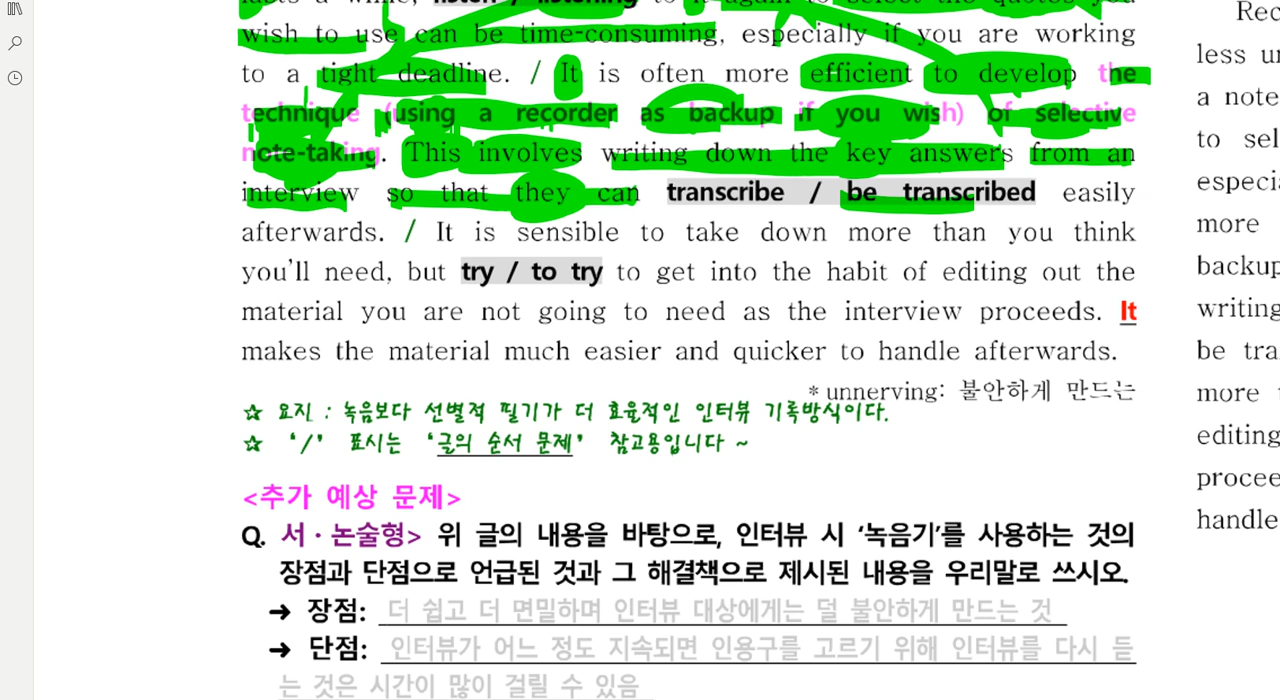 lasts a while, listen / listening to it again to select the quotes you
wish to use can be time-consuming, especially if you are working
to a tight deadline. / It is often more efficient to develop the
technique (using a recorder as backup if you wish) of selective
note-taking. This involves writing down the key answers from an
interview so that they can transcribe / be transcribed easily
afterwards. / It is sensible to take down more than you think
you'll need, but try / to try to get into the habit of editing out the
material you are not going to need as the interview proceeds. It
makes the material much easier and quicker to handle afterwards.
* unnerving: 불안하게 만드는
☆ 요지 : 녹음보다 선별적 필기가 더 효율적인 인터뷰 기록방식이다.
☆ '/' 표시는 '글의 순서 문제' 참고용입니다 ~
<추가 예상 문제>
Q. 서·논술형> 위 글의 내용을 바탕으로, 인터뷰 시 '녹음기'를 사용하는 것의
장점과 단점으로 언급된 것과 그 해결책으로 제시된 내용을 우리말로 쓰시오.
➔ 장점: 더 쉽고 더 면밀하며 인터뷰 대상에게는 덜 불안하게 만드는 것
➔ 단점: 인터뷰가 어느 정도 지속되면 인용구를 고르기 위해 인터뷰를 다시 듣
는 것은 시간이 많이 걸릴 수 있음
Rec
less un
a note
to sel
especia
more
backup
writing
be tra
more
editing
procee
handle